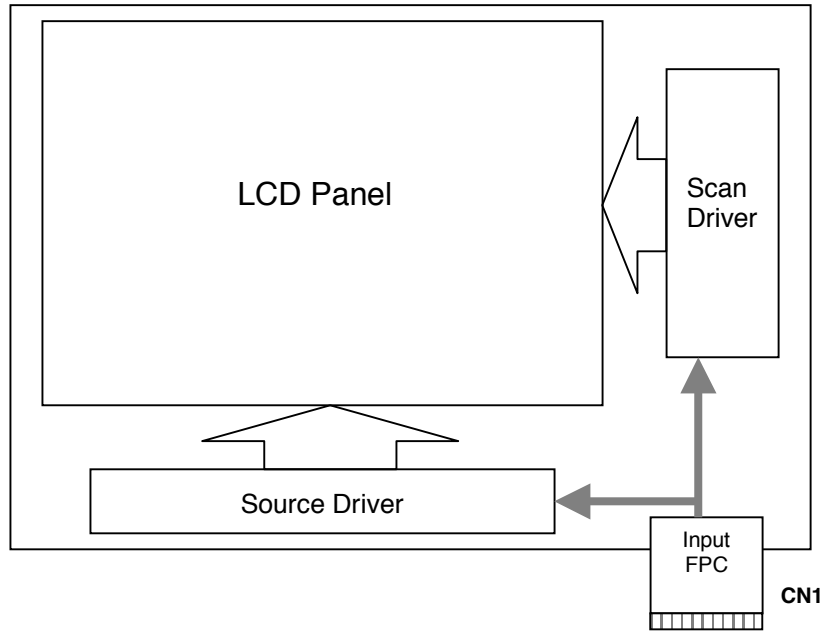 LCD Panel
Scan
Driver
Source Driver
Input
FPC
CN1